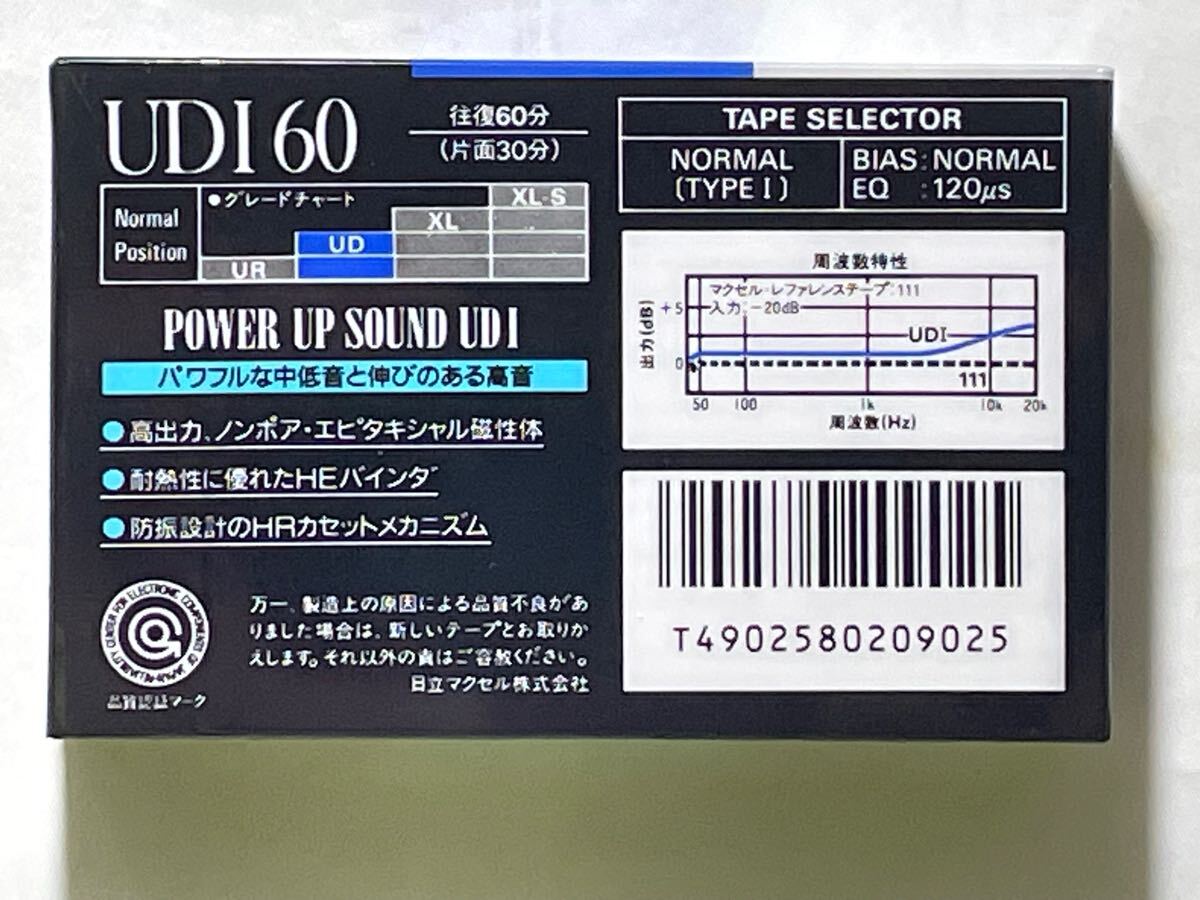 UDI 60
往復60分
(片面30分)
Normal
Position
●グレードチャート
XL-S
XL
UD
UR
POWER UP SOUND UD I
パワフルな中低音と伸びのある高音
●高出力、ノンポア・エピタキシャル磁性体
●耐熱性に優れたHEバインダ
●防振設計のHRカセットメカニズム
品質認証マーク
万一、製造上の原因による品質不良があ
りました場合は、新しいテープとお取りか
えします。それ以外の責はご容赦ください。
日立マクセル株式会社
TAPE SELECTOR
NORMAL
(TYPE I)
BIAS : NORMAL
EQ : 120μs
周波数特性
マクセル・レファレンステープ:111
入力:-20dB
出力(dB)
+5
0
UDI
111
50 100 1k 10k 20k
周波数(Hz)
T4902580209025